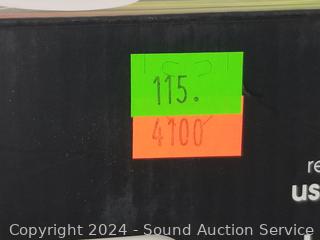 115.
4100
re
us
Copyright 2024 - Sound Auction Service